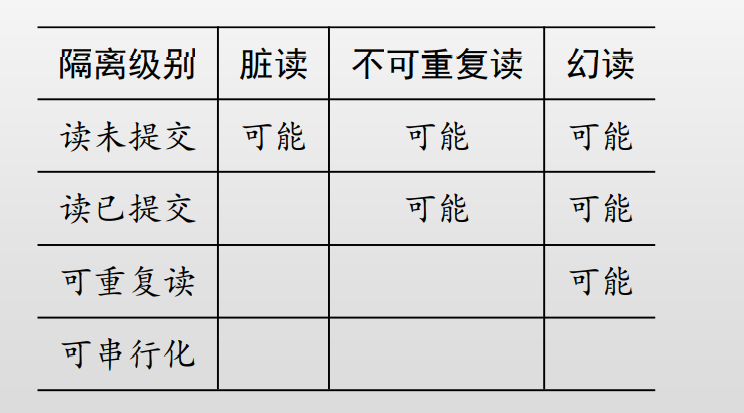 隔离级别 脏读 不可重复读 幻读
读未提交 可能 可能 可能
读已提交 可能 可能
可重复读 可能
可串行化